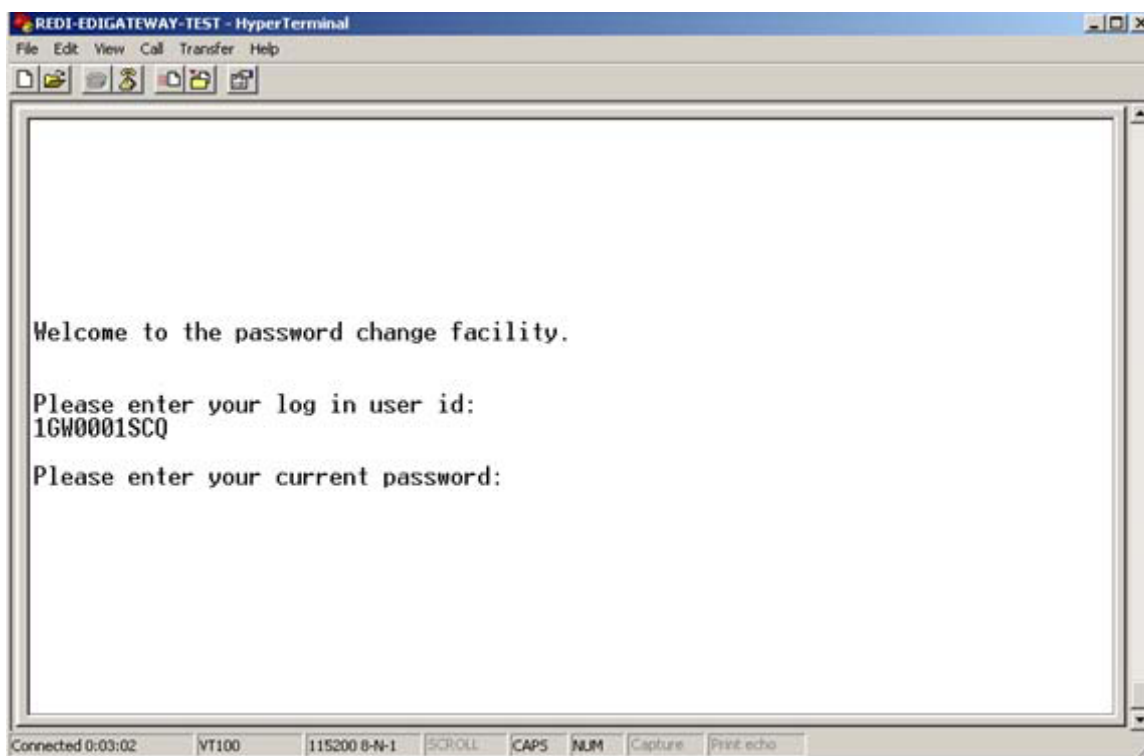 REDI-EDIGATEWAY-TEST - HyperTerminal
File Edit View Call Transfer Help
Welcome to the password change facility.
Please enter your log in user id:
1GW0001SCQ
Please enter your current password:
Connected 0:03:02 VT100 115200 8-N-1 SCROLL CAPS NUM Capture Print echo